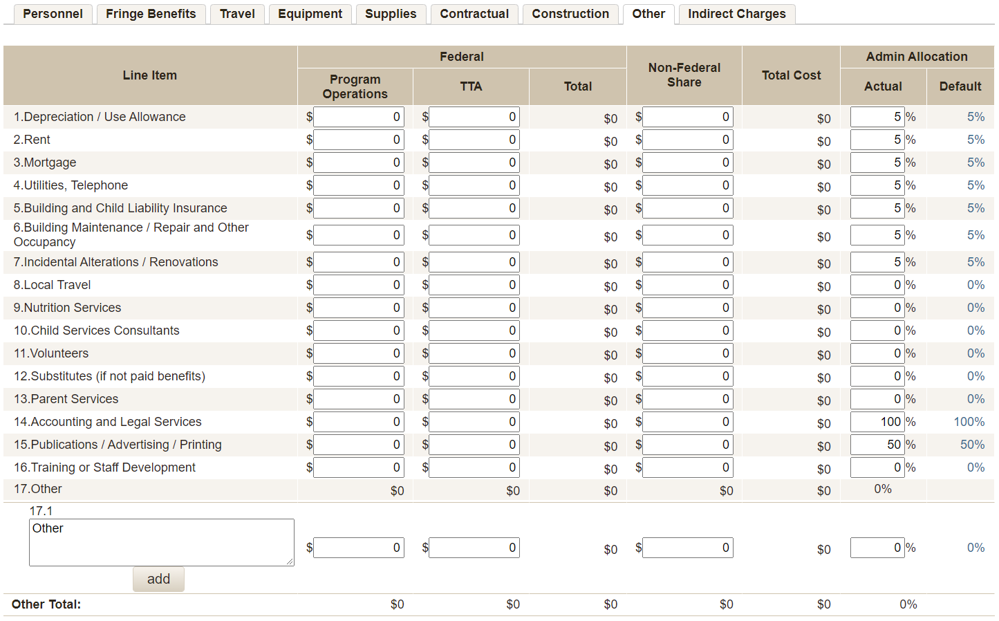 Personnel Fringe Benefits Travel Equipment Supplies Contractual Construction Other Indirect Charges
Line Item Federal Non-Federal Share Total Cost Admin Allocation
Program Operations TTA Total Actual Default
1.Depreciation / Use Allowance $ 0 $ 0 $0 $ 0 $0 5 % 5%
2.Rent $ 0 $ 0 $0 $ 0 $0 5 % 5%
3.Mortgage $ 0 $ 0 $0 $ 0 $0 5 % 5%
4.Utilities, Telephone $ 0 $ 0 $0 $ 0 $0 5 % 5%
5.Building and Child Liability Insurance $ 0 $ 0 $0 $ 0 $0 5 % 5%
6.Building Maintenance / Repair and Other
Occupancy $ 0 $ 0 $0 $ 0 $0 5 % 5%
7.Incidental Alterations / Renovations $ 0 $ 0 $0 $ 0 $0 5 % 5%
8.Local Travel $ 0 $ 0 $0 $ 0 $0 0 % 0%
9.Nutrition Services $ 0 $ 0 $0 $ 0 $0 0 % 0%
10.Child Services Consultants $ 0 $ 0 $0 $ 0 $0 0 % 0%
11.Volunteers $ 0 $ 0 $0 $ 0 $0 0 % 0%
12.Substitutes (if not paid benefits) $ 0 $ 0 $0 $ 0 $0 0 % 0%
13.Parent Services $ 0 $ 0 $0 $ 0 $0 0 % 0%
14.Accounting and Legal Services $ 0 $ 0 $0 $ 0 $0 100 % 100%
15.Publications / Advertising / Printing $ 0 $ 0 $0 $ 0 $0 50 % 50%
16.Training or Staff Development $ 0 $ 0 $0 $ 0 $0 0 % 0%
17.Other $0 $0 $0 $0 $0 0%
17.1
Other
$ 0 $ 0 $0 $ 0 $0 0 % 0%
add
Other Total: $0 $0 $0 $0 $0 0%